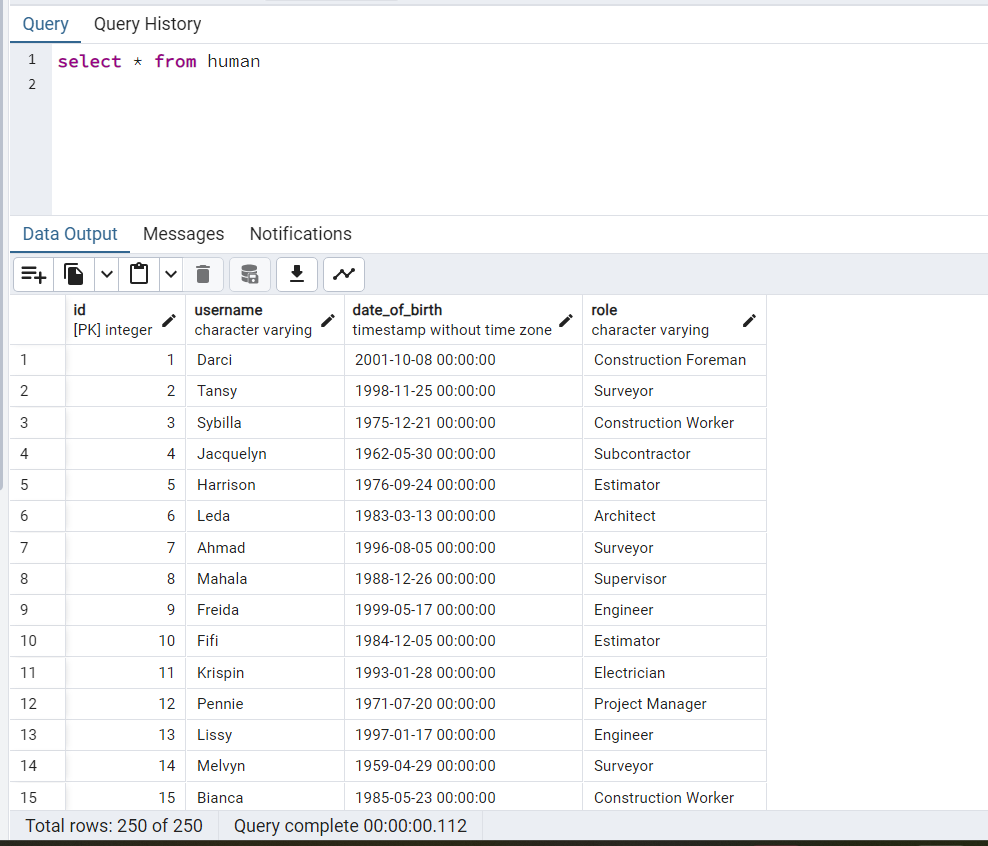 Query Query History
1 select * from human
2
Data Output Messages Notifications
id username date_of_birth role
[PK] integer character varying timestamp without time zone character varying
1 1 Darci 2001-10-08 00:00:00 Construction Foreman
2 2 Tansy 1998-11-25 00:00:00 Surveyor
3 3 Sybilla 1975-12-21 00:00:00 Construction Worker
4 4 Jacquelyn 1962-05-30 00:00:00 Subcontractor
5 5 Harrison 1976-09-24 00:00:00 Estimator
6 6 Leda 1983-03-13 00:00:00 Architect
7 7 Ahmad 1996-08-05 00:00:00 Surveyor
8 8 Mahala 1988-12-26 00:00:00 Supervisor
9 9 Freida 1999-05-17 00:00:00 Engineer
10 10 Fifi 1984-12-05 00:00:00 Estimator
11 11 Krispin 1993-01-28 00:00:00 Electrician
12 12 Pennie 1971-07-20 00:00:00 Project Manager
13 13 Lissy 1997-01-17 00:00:00 Engineer
14 14 Melvyn 1959-04-29 00:00:00 Surveyor
15 15 Bianca 1985-05-23 00:00:00 Construction Worker
Total rows: 250 of 250 Query complete 00:00:00.112